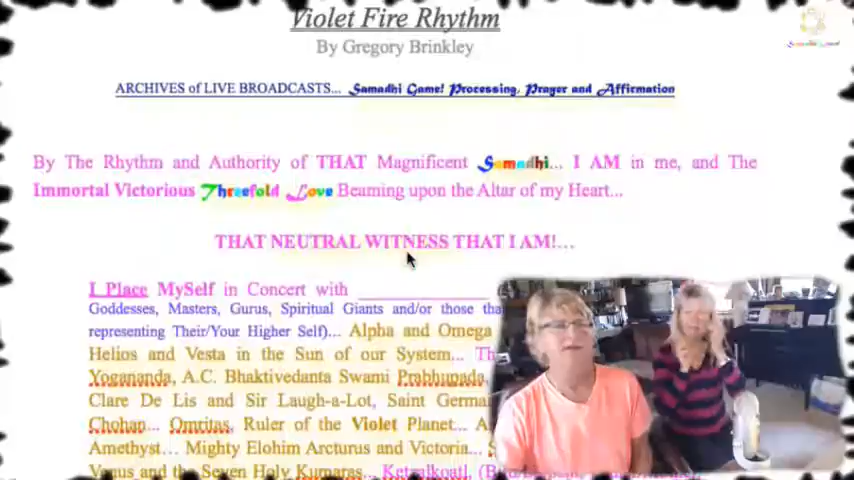 Violet Fire Rhythm
By Gregory Brinkley
ARCHIVES of LIVE BROADCASTS... Samadhi Game! Processing, Prayer and Affirmation
By The Rhythm and Authority of THAT Magnificent Samadhi... I AM in me, and The
Immortal Victorious Threefold Love Beaming upon the Altar of my Heart...
THAT NEUTRAL WITNESS THAT I AM!...
I Place MySelf in Concert with
Goddesses, Masters, Gurus, Spiritual Giants and/or those tha
representing Their/Your Higher Self)... Alpha and Omega
Helios and Vesta in the Sun of our System... Th
Yogananda, A.C. Bhaktivedanta Swami Prabhupada,
Clare De Lis and Sir Laugh-a-Lot, Saint Germa
Chohan... Omritas, Ruler of the Violet Planet... A
Amethyst... Mighty Elohim Arcturus and Victoria... S
Venus and the Seven Holy Kumaras... Ketzalkoatl,